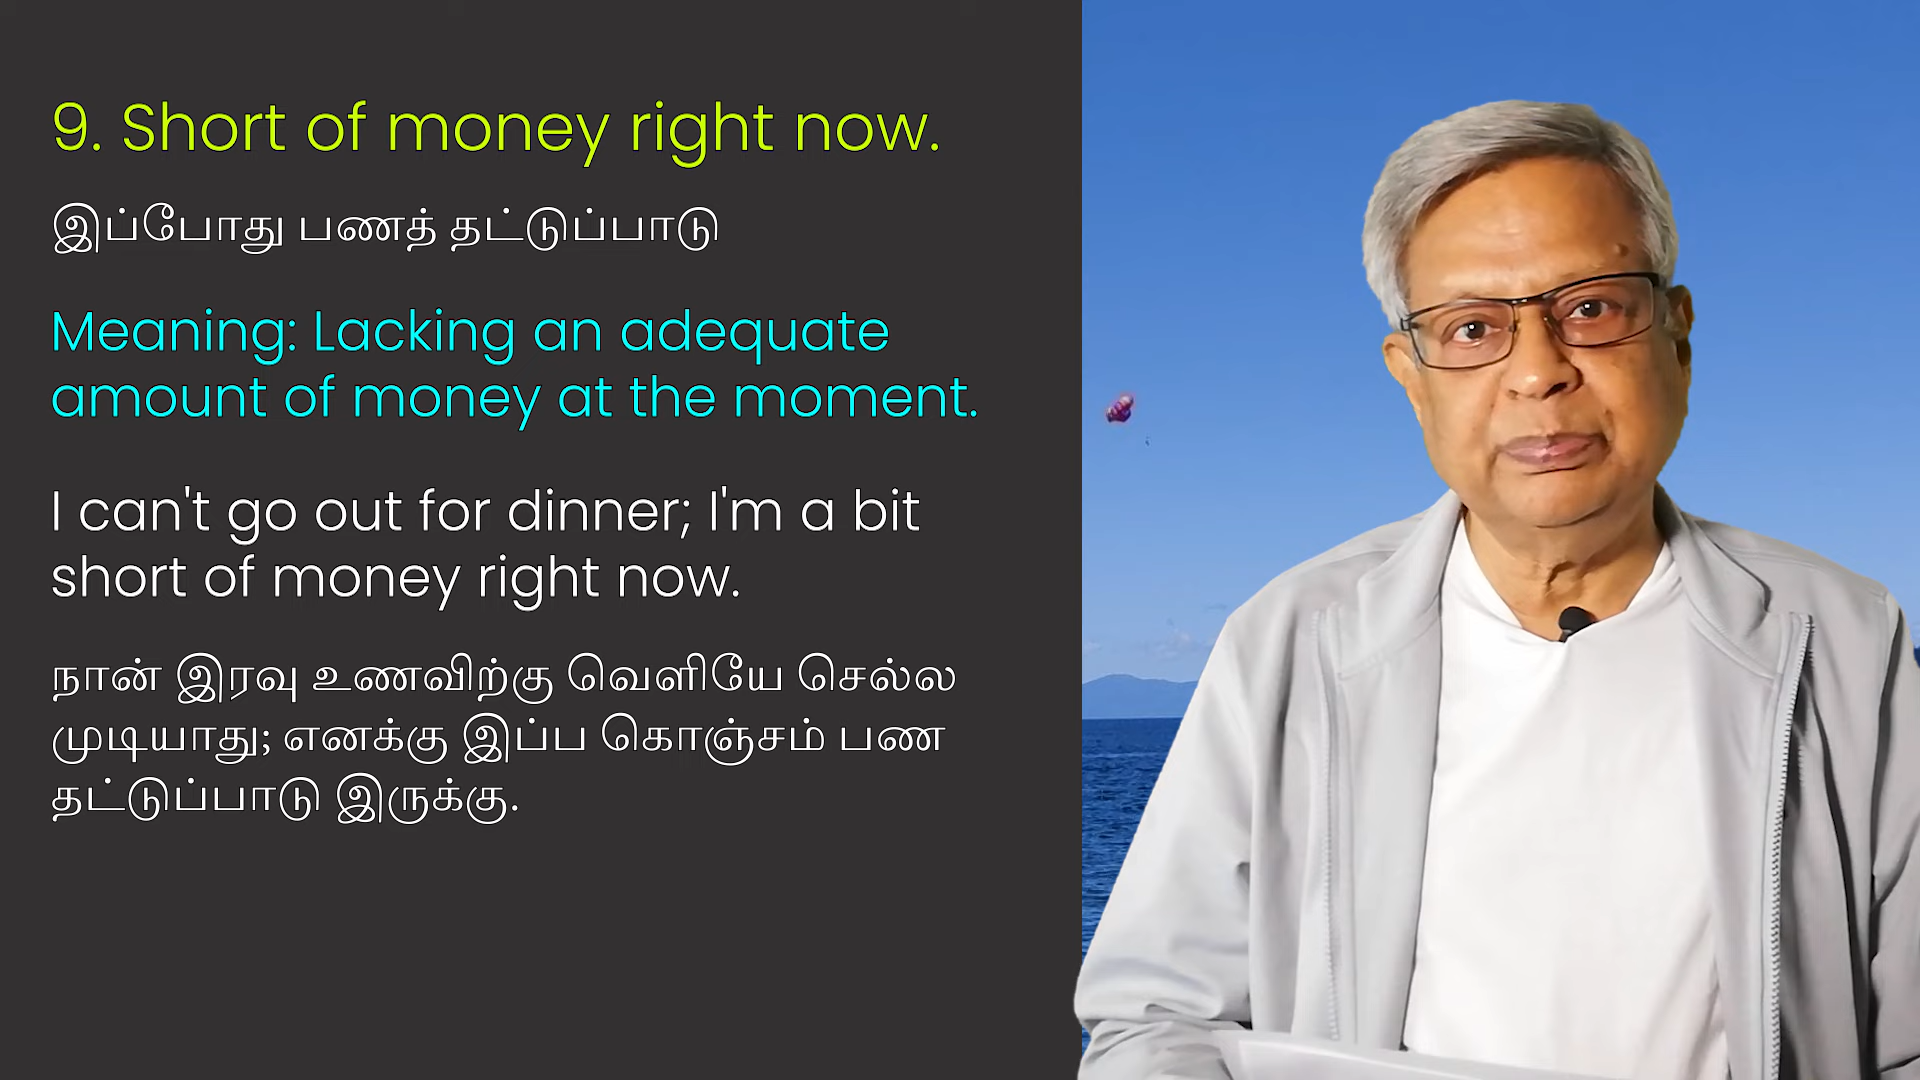 9. Short of money right now.
இப்போது பணத் தட்டுப்பாடு
Meaning: Lacking an adequate
amount of money at the moment.
I can't go out for dinner; I'm a bit
short of money right now.
நான் இரவு உணவிற்கு வெளியே செல்ல
முடியாது; எனக்கு இப்ப கொஞ்சம் பண
தட்டுப்பாடு இருக்கு.